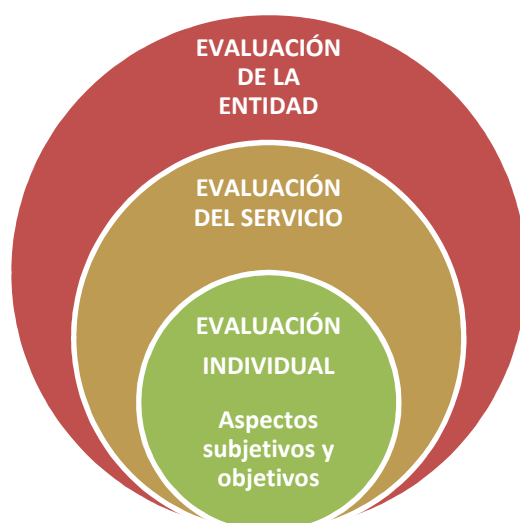 EVALUACIÓN
DE LA
ENTIDAD
EVALUACIÓN
DEL SERVICIO
EVALUACIÓN
INDIVIDUAL
Aspectos
subjetivos y
objetivos